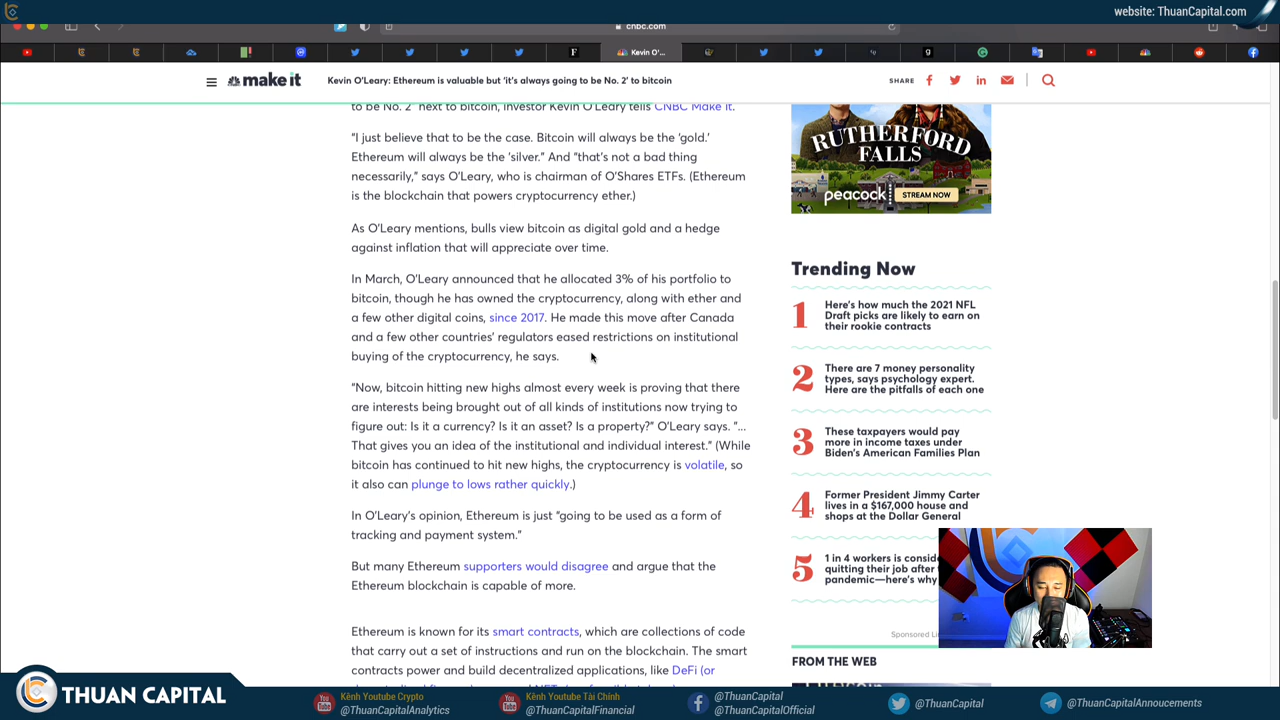 website: ThuanCapital.com
cnbc.com
Kevin O'...
make it
Kevin O'Leary: Ethereum is valuable but 'it's always going to be No. 2' to bitcoin
SHARE
to be No. 2" next to bitcoin, investor Kevin O'Leary tells CNBC Make It.
"I just believe that to be the case. Bitcoin will always be the 'gold.'
Ethereum will always be the 'silver.'" And "that's not a bad thing
necessarily," says O'Leary, who is chairman of O'Shares ETFs. (Ethereum
is the blockchain that powers cryptocurrency ether.)
As O'Leary mentions, bulls view bitcoin as digital gold and a hedge
against inflation that will appreciate over time.
In March, O'Leary announced that he allocated 3% of his portfolio to
bitcoin, though he has owned the cryptocurrency, along with ether and
a few other digital coins, since 2017. He made this move after Canada
and a few other countries' regulators eased restrictions on institutional
buying of the cryptocurrency, he says.
"Now, bitcoin hitting new highs almost every week is proving that there
are interests being brought out of all kinds of institutions now trying to
figure out: Is it a currency? Is it an asset? Is a property?" O'Leary says. "...
That gives you an idea of the institutional and individual interest." (While
bitcoin has continued to hit new highs, the cryptocurrency is volatile, so
it also can plunge to lows rather quickly.)
In O'Leary's opinion, Ethereum is just "going to be used as a form of
tracking and payment system."
But many Ethereum supporters would disagree and argue that the
Ethereum blockchain is capable of more.
Ethereum is known for its smart contracts, which are collections of code
that carry out a set of instructions and run on the blockchain. The smart
contracts power and build decentralized applications, like DeFi (or
RUTHERFORD
FALLS
peacock
STREAM NOW
Trending Now
1
Here's how much the 2021 NFL
Draft picks are likely to earn on
their rookie contracts
2
There are 7 money personality
types, says psychology expert.
Here are the pitfalls of each one
3
These taxpayers would pay
more in income taxes under
Biden's American Families Plan
4
Former President Jimmy Carter
lives in a $167,000 house and
shops at the Dollar General
5
1 in 4 workers is
quitting their job after
pandemic—here's why
Sponsored
FROM THE WEB
THUAN CAPITAL
Kênh Youtube Crypto
@ThuanCapitalAnalytics
Kênh Youtube Tài Chính
@ThuanCapitalFinancial
@ThuanCapital
@ThuanCapitalOfficial
@ThuanCapital
@ThuanCapitalAnnoucements